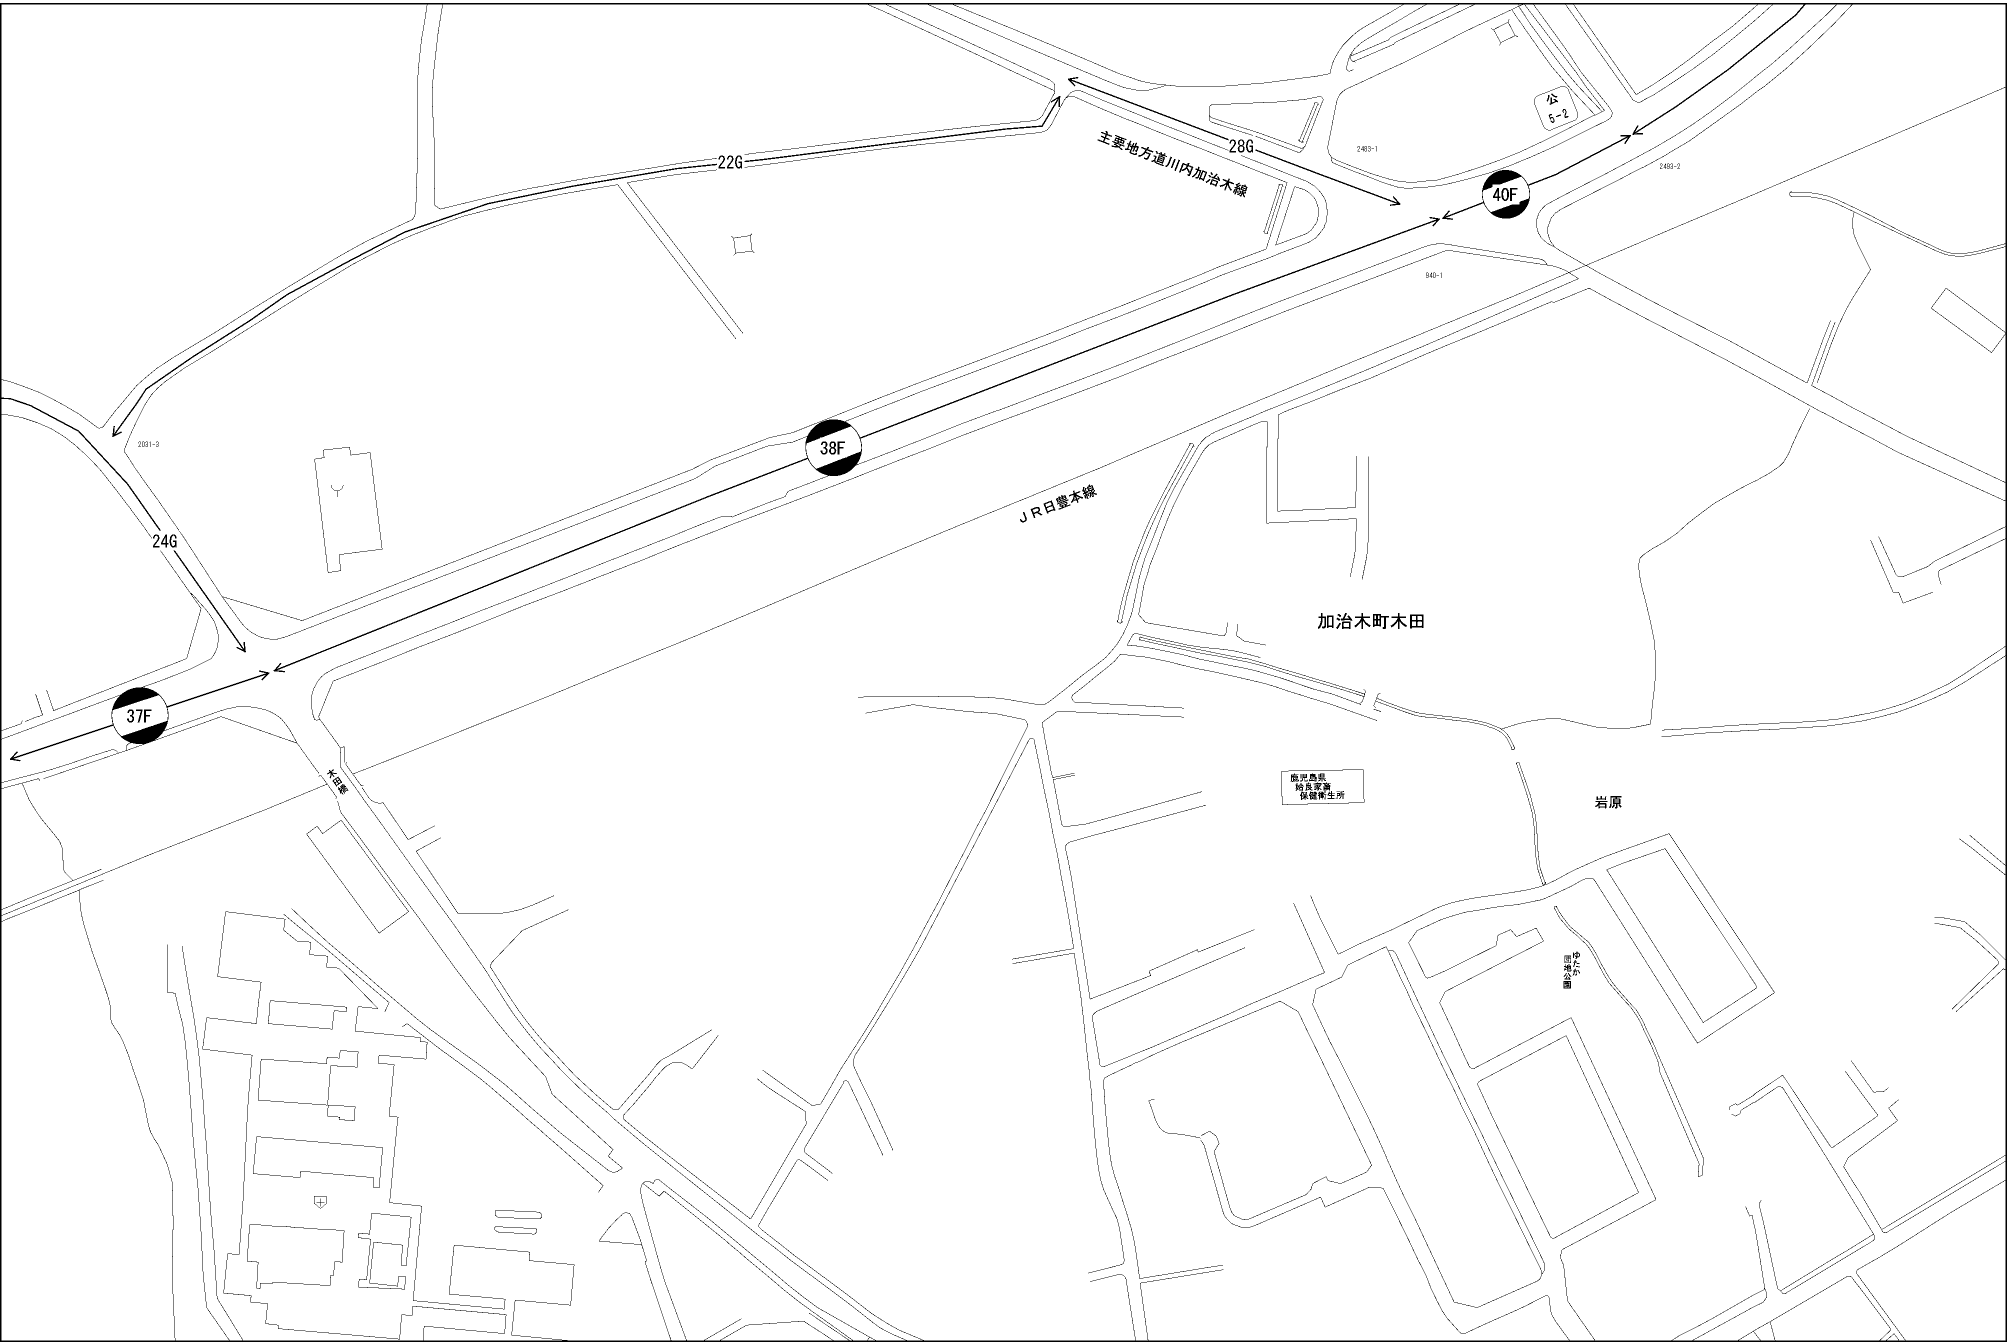 公
5-2
28G
主要地方道川内加治木線
2483-1
22G
2493-2
40F
940-1
2031-3
38F
JR日豊本線
24G
加治木町木田
37F
木田線
鹿児島県
姶良家畜
保健衛生所
岩原
ゆたか
団地公園